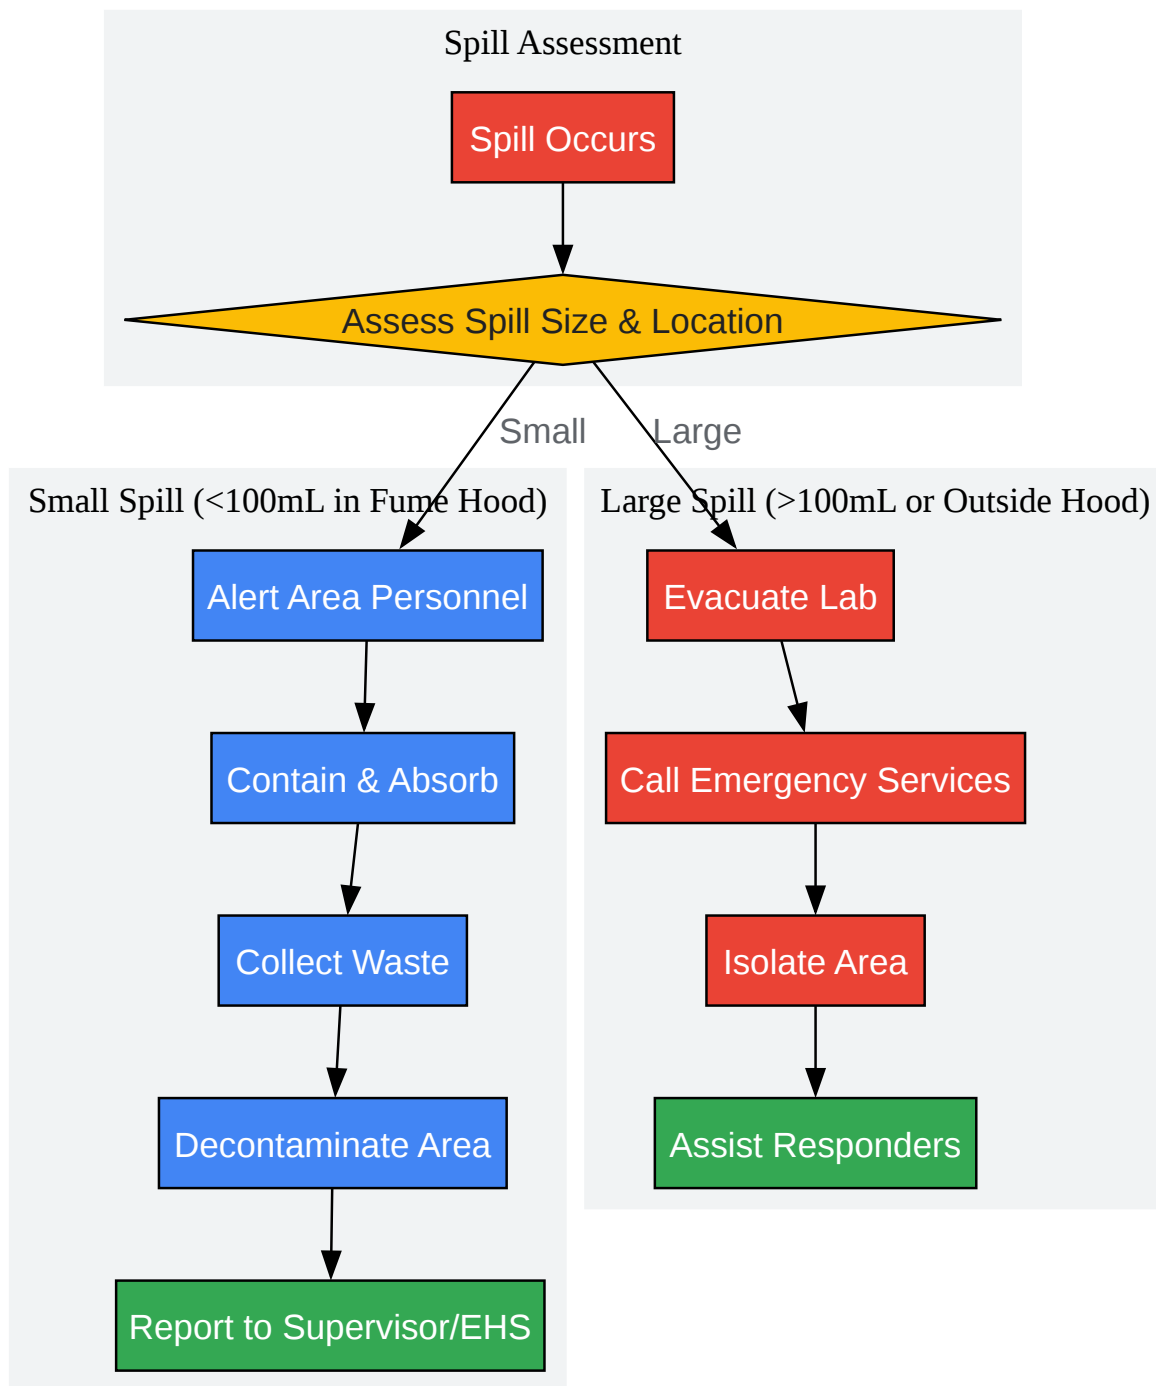 Spill Assessment
Spill Occurs
Assess Spill Size & Location
Small
Large
Small Spill (<100mL in Fume Hood)
Alert Area Personnel
Contain & Absorb
Collect Waste
Decontaminate Area
Report to Supervisor/EHS
Large Spill (>100mL or Outside Hood)
Evacuate Lab
Call Emergency Services
Isolate Area
Assist Responders